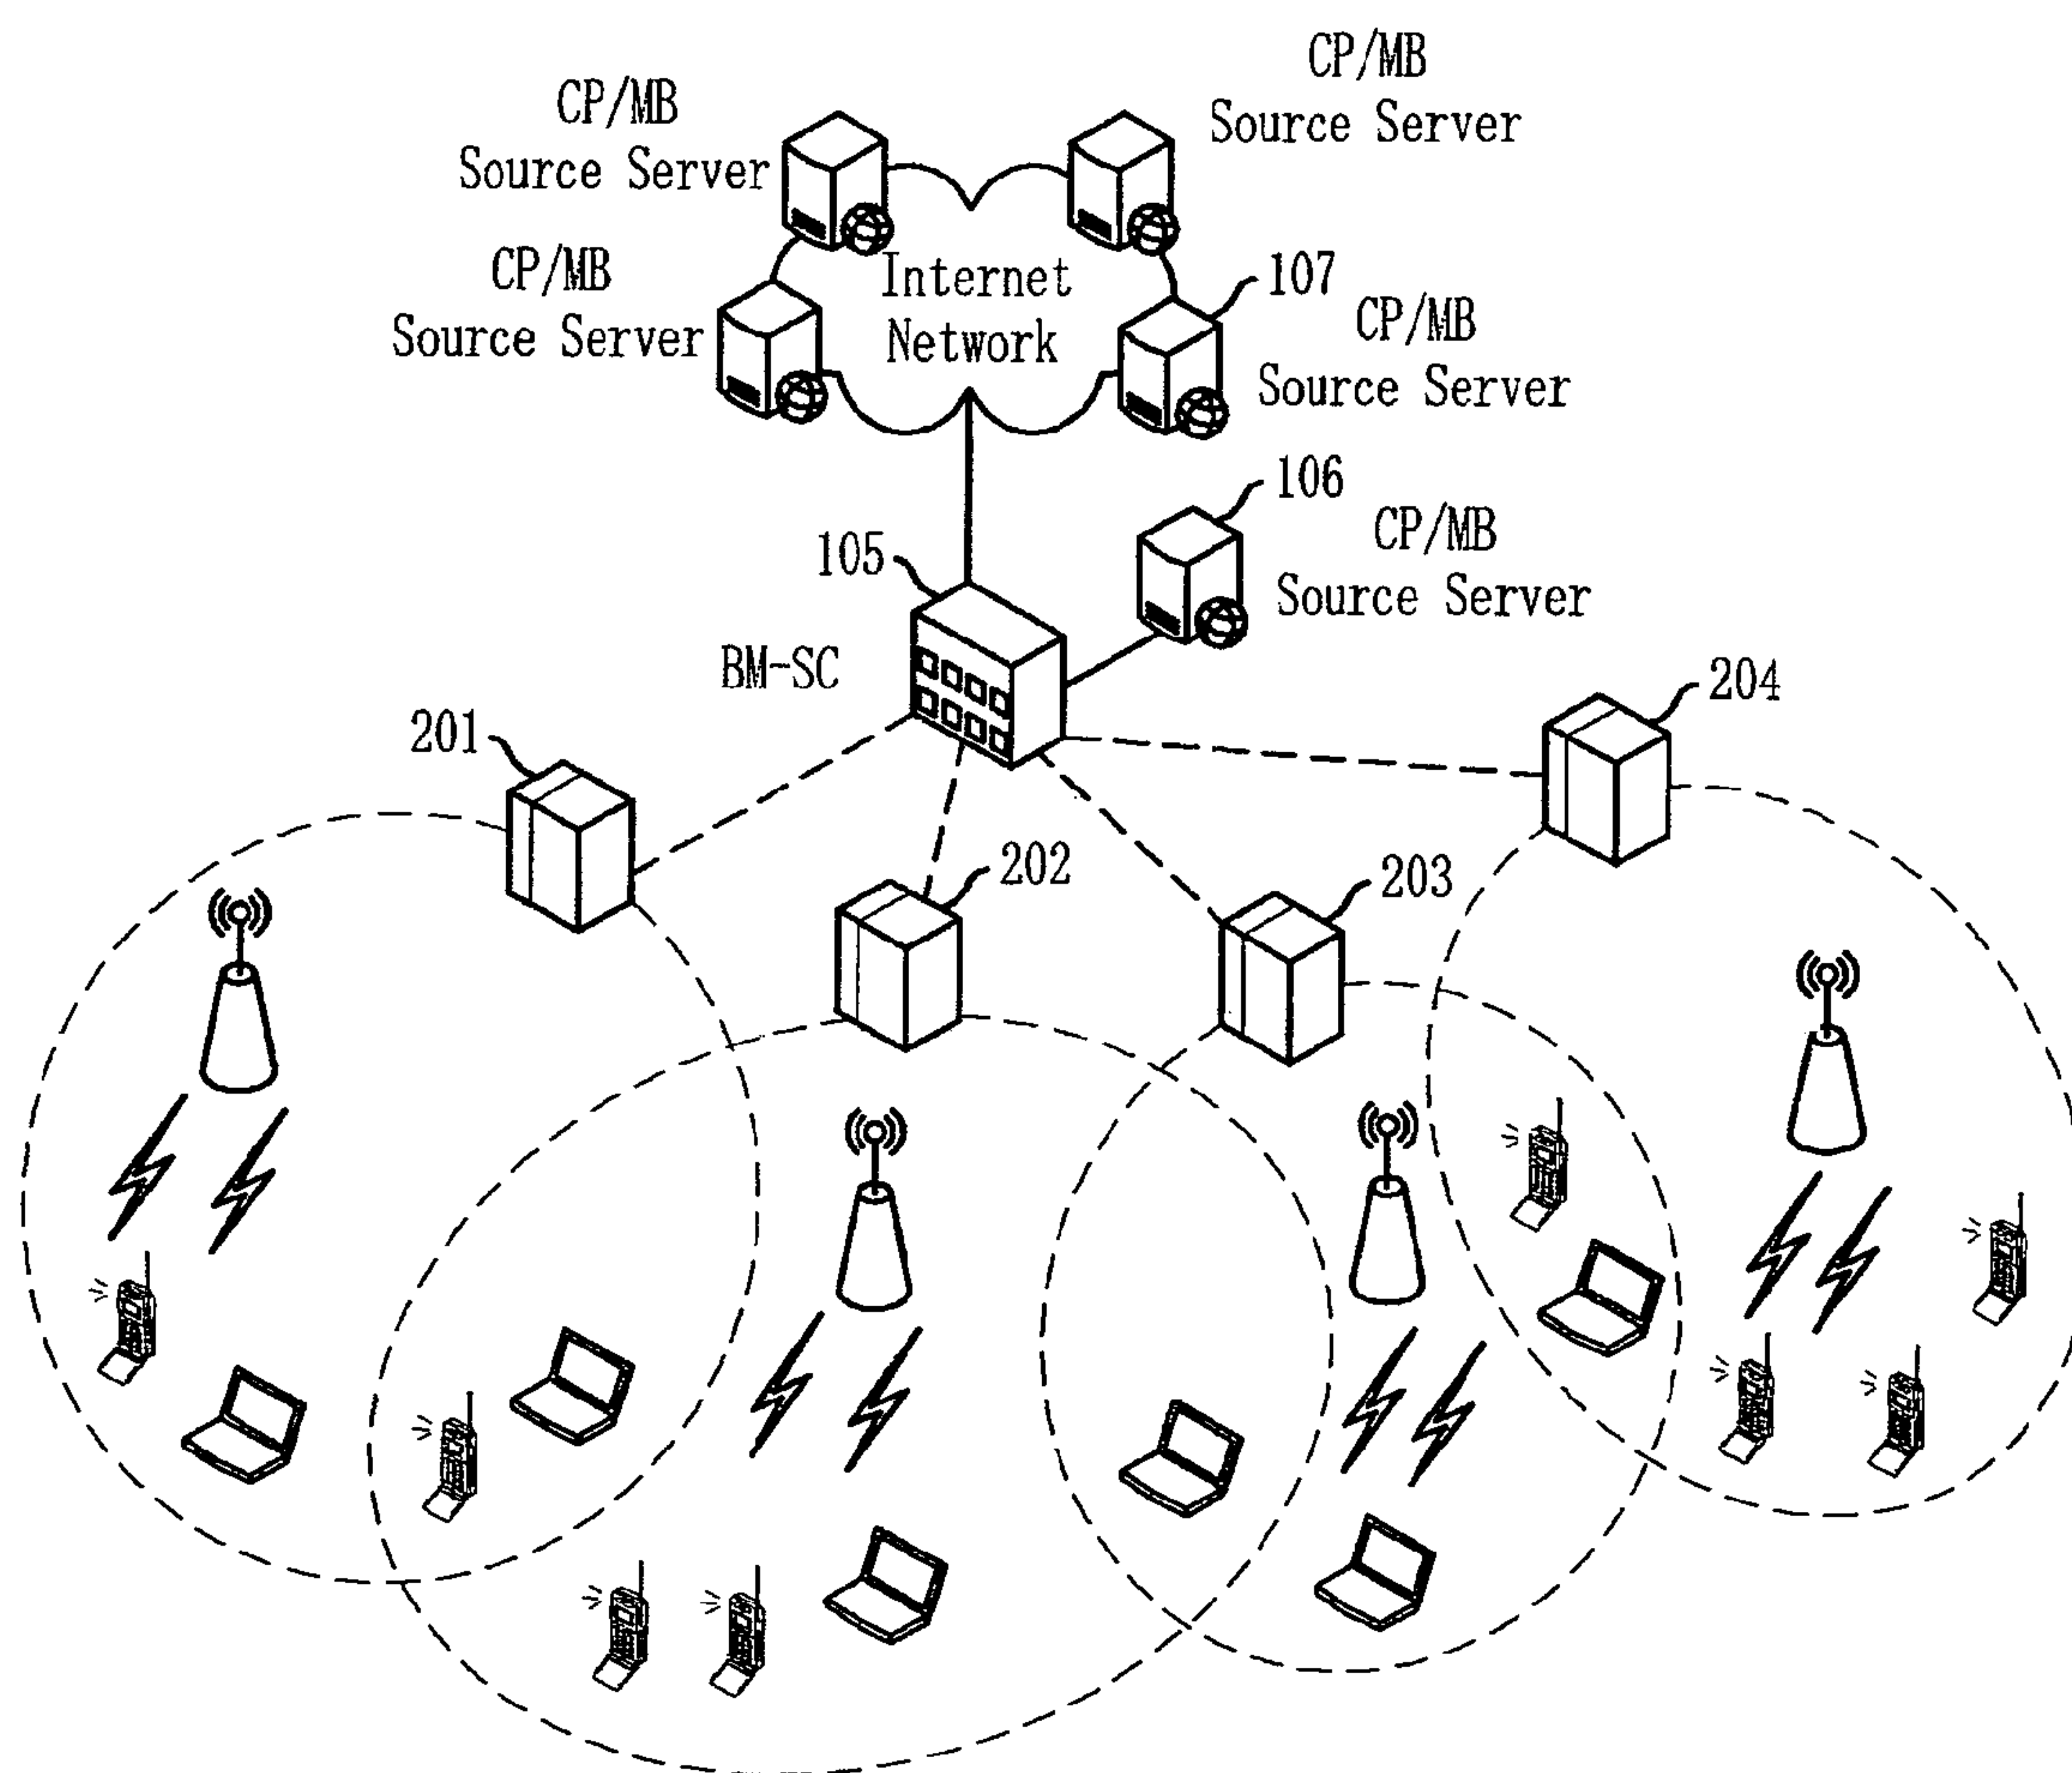 CP/MB
Source Server
CP/MB
Source Server
CP/MB
Source Server
Internet
Network
107
CP/MB
Source Server
106
CP/MB
Source Server
105
BM-SC
204
201
202
203